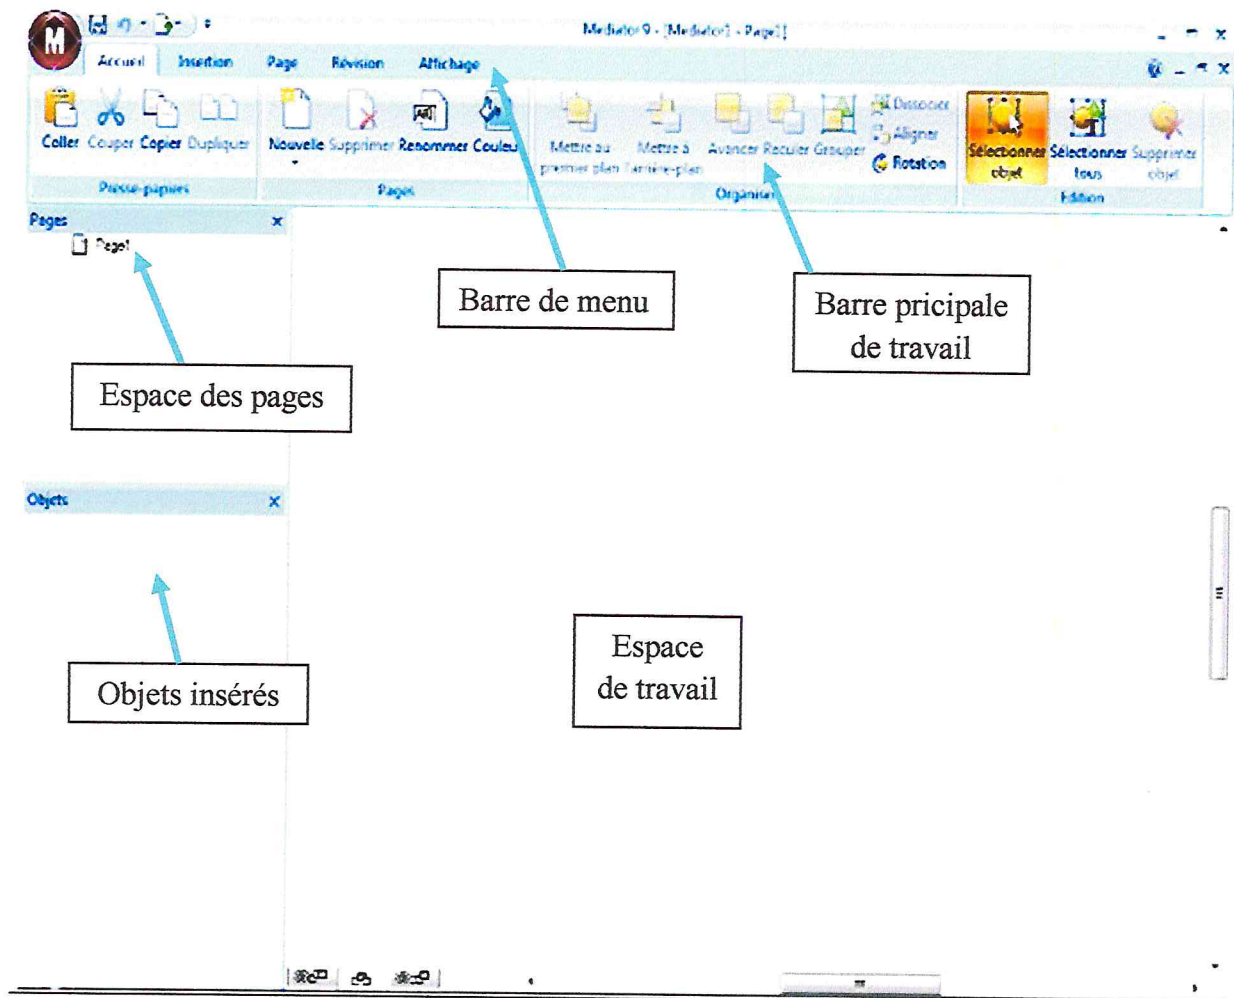 Mediator 9 - [Mediator1 - Page1]
M
Accueil Insertion Page Révision Affichage
Coller Couper Copier Dupliquer
Nouvelle Supprimer Renommer Couleu
Mettre au premier plan
Mettre à l'arrière-plan
Avancer Reculer Grouper
Dissocier
Aligner
Rotation
Sélectionner objet
Sélectionner tous
Supprimer objet
Presse-papiers
Pages
Organiser
Edition
Pages
Page1
Barre de menu
Barre pricipale
de travail
Espace des pages
Objets
Objets insérés
Espace
de travail